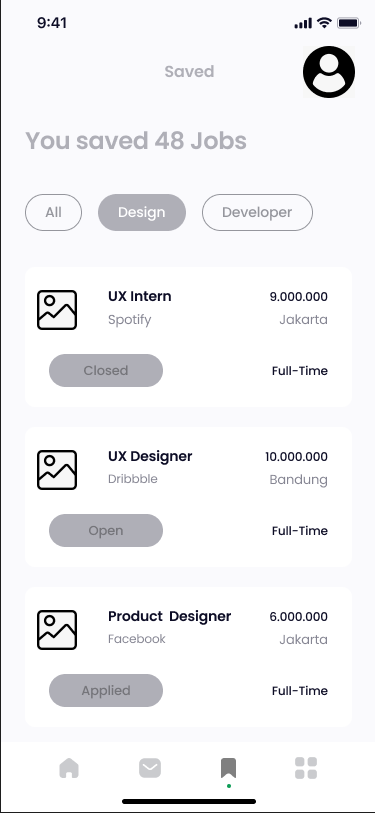 9:41
Saved
You saved 48 Jobs
All Design Developer
UX Intern 9.000.000
Spotify Jakarta
Closed Full-Time
UX Designer 10.000.000
Dribbble Bandung
Open Full-Time
Product Designer 6.000.000
Facebook Jakarta
Applied Full-Time